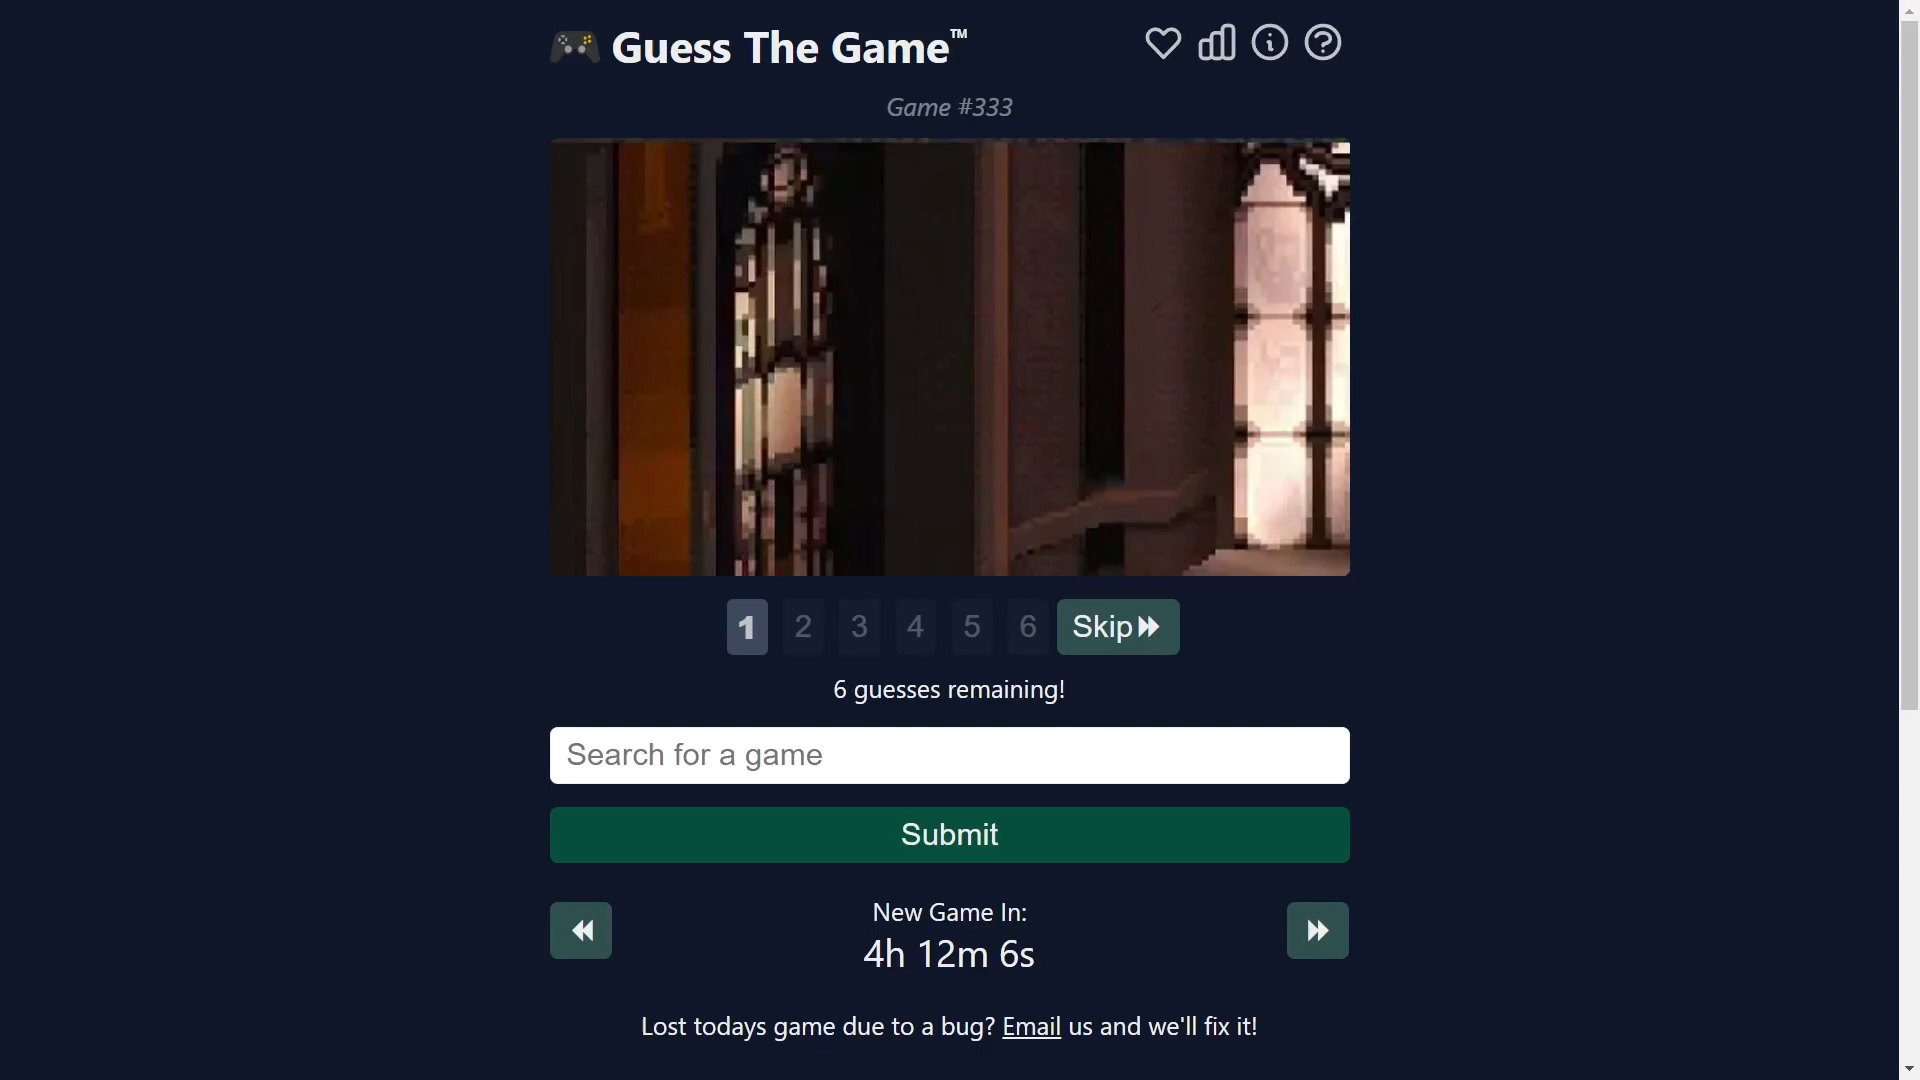 Guess The Game™
Game #333
1 2 3 4 5 6 Skip
6 guesses remaining!
Search for a game
Submit
New Game In:
4h 12m 6s
Lost todays game due to a bug? Email us and we'll fix it!